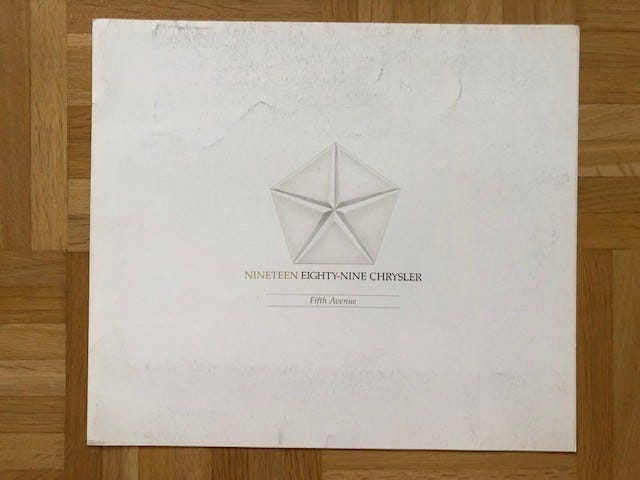 NINETEEN EIGHTY-NINE CHRYSLER
Fifth Avenue